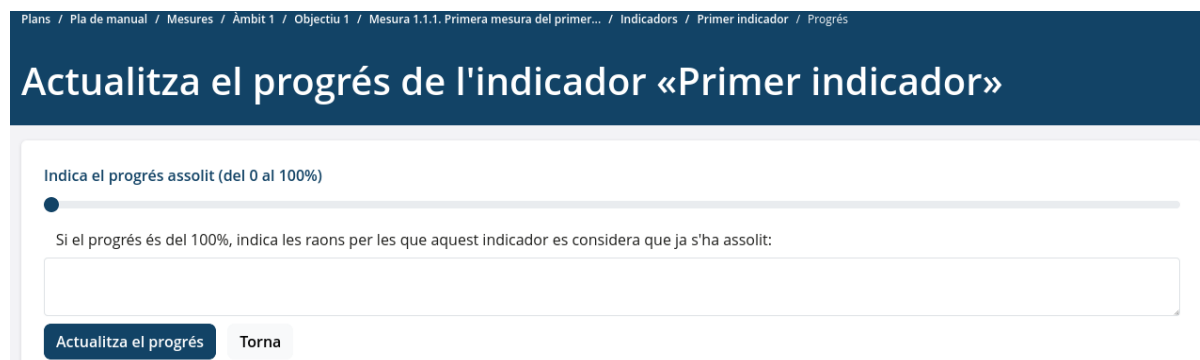 Plans / Pla de manual / Mesures / Àmbit 1 / Objectiu 1 / Mesura 1.1.1. Primera mesura del primer... / Indicadors / Primer indicador / Progrés
Actualitza el progrés de l'indicador «Primer indicador»
Indica el progrés assolit (del 0 al 100%)
Si el progrés és del 100%, indica les raons per les que aquest indicador es considera que ja s'ha assolit:
Actualitza el progrés Torna